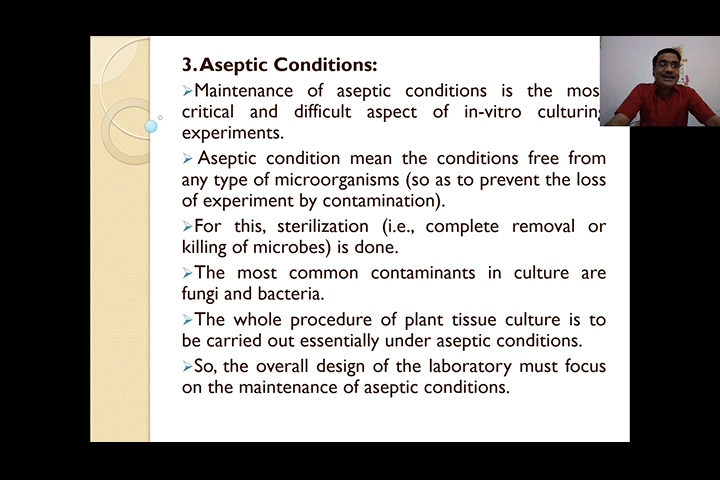 3. Aseptic Conditions:
➢Maintenance of aseptic conditions is the mos
critical and difficult aspect of in-vitro culturing
experiments.
➢ Aseptic condition mean the conditions free from
any type of microorganisms (so as to prevent the loss
of experiment by contamination).
➢For this, sterilization (i.e., complete removal or
killing of microbes) is done.
➢The most common contaminants in culture are
fungi and bacteria.
➢The whole procedure of plant tissue culture is to
be carried out essentially under aseptic conditions.
➢So, the overall design of the laboratory must focus
on the maintenance of aseptic conditions.